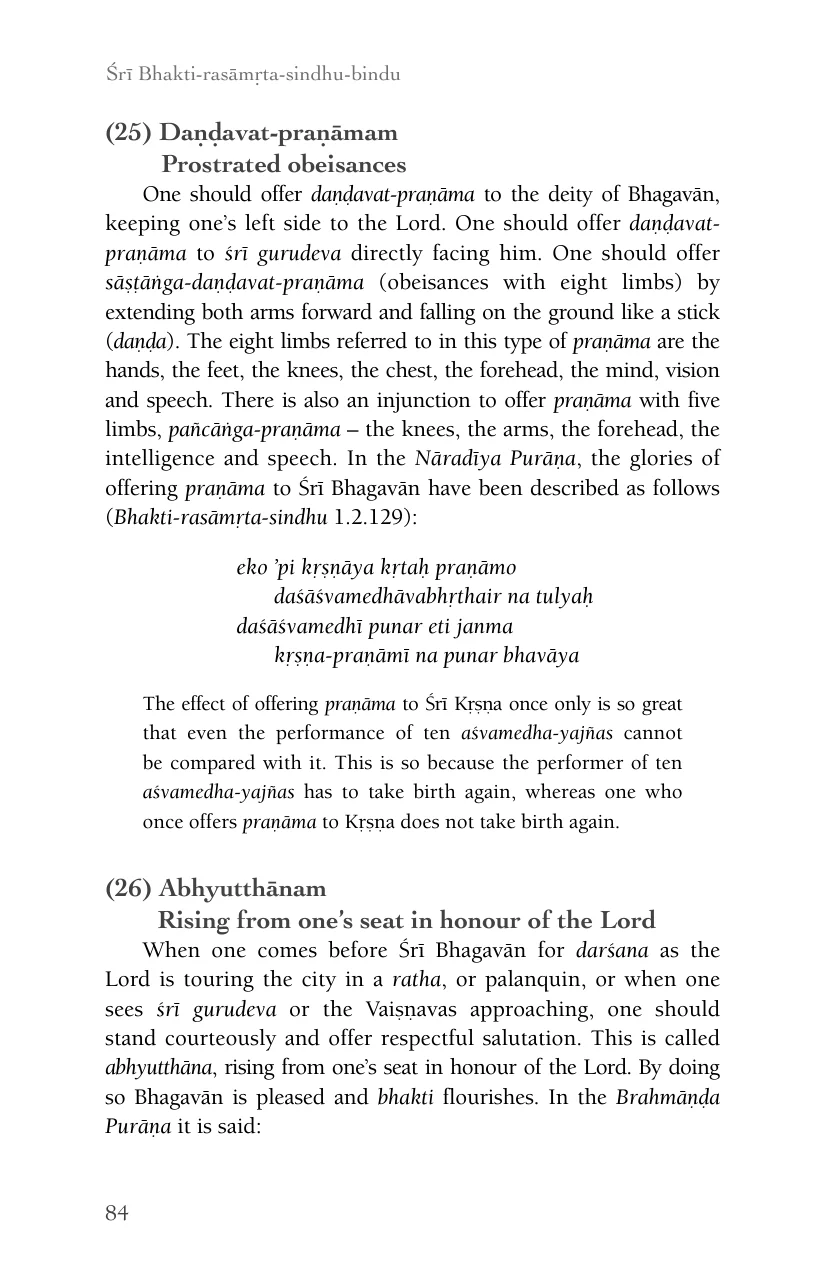 Śrī Bhakti-rasāmṛta-sindhu-bindu
(25) Daṇḍavat-praṇāmam
Prostrated obeisances
One should offer daṇḍavat-praṇāma to the deity of Bhagavān,
keeping one’s left side to the Lord. One should offer daṇḍavat-
praṇāma to śrī gurudeva directly facing him. One should offer
sāṣṭāṅga-daṇḍavat-praṇāma (obeisances with eight limbs) by
extending both arms forward and falling on the ground like a stick
(daṇḍa). The eight limbs referred to in this type of praṇāma are the
hands, the feet, the knees, the chest, the forehead, the mind, vision
and speech. There is also an injunction to offer praṇāma with five
limbs, pañcāṅga-praṇāma – the knees, the arms, the forehead, the
intelligence and speech. In the Nāradīya Purāṇa, the glories of
offering praṇāma to Śrī Bhagavān have been described as follows
(Bhakti-rasāmṛta-sindhu 1.2.129):
eko ’pi kṛṣṇāya kṛtaḥ praṇāmo
daśāśvamedhāvabhṛthair na tulyaḥ
daśāśvamedhī punar eti janma
kṛṣṇa-praṇāmī na punar bhavāya
The effect of offering praṇāma to Śrī Kṛṣṇa once only is so great
that even the performance of ten aśvamedha-yajñas cannot
be compared with it. This is so because the performer of ten
aśvamedha-yajñas has to take birth again, whereas one who
once offers praṇāma to Kṛṣṇa does not take birth again.
(26) Abhyutthānam
Rising from one’s seat in honour of the Lord
When one comes before Śrī Bhagavān for darśana as the
Lord is touring the city in a ratha, or palanquin, or when one
sees śrī gurudeva or the Vaiṣṇavas approaching, one should
stand courteously and offer respectful salutation. This is called
abhyutthāna, rising from one’s seat in honour of the Lord. By doing
so Bhagavān is pleased and bhakti flourishes. In the Brahmāṇḍa
Purāṇa it is said:
84